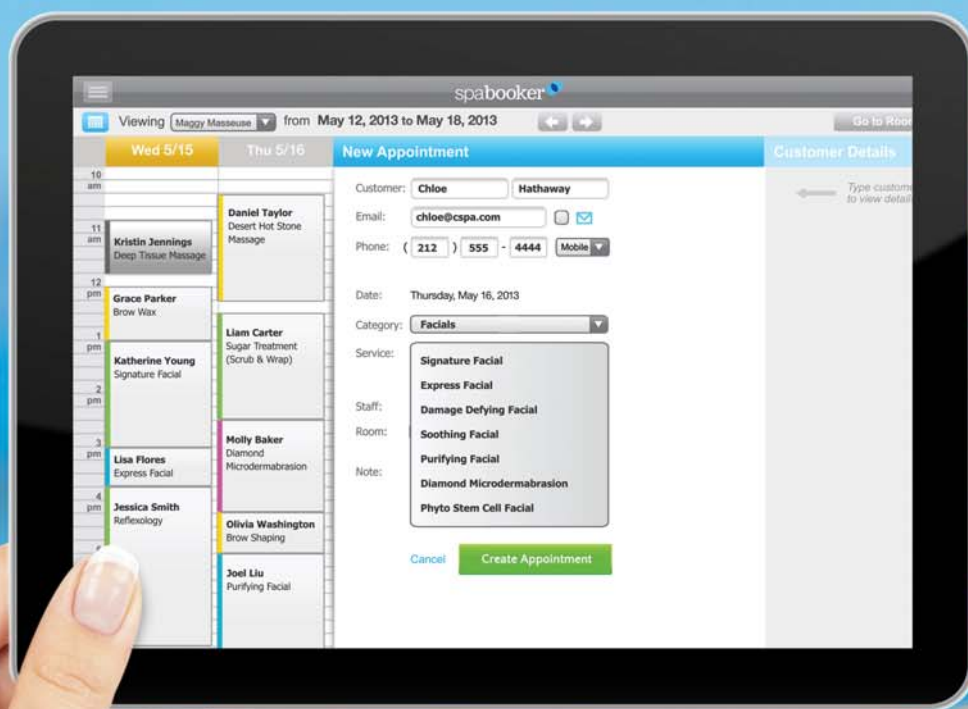 spabooker
Viewing Maggy Masseuse from May 12, 2013 to May 18, 2013
Go to Roo
Wed 5/15
Thu 5/16
New Appointment
Customer Details
10
am
11
am
12
pm
1
pm
2
pm
3
pm
4
pm
Kristin Jennings
Deep Tissue Massage
Grace Parker
Brow Wax
Katherine Young
Signature Facial
Lisa Flores
Express Facial
Jessica Smith
Reflexology
Daniel Taylor
Desert Hot Stone
Massage
Liam Carter
Sugar Treatment
(Scrub & Wrap)
Molly Baker
Diamond
Microdermabrasion
Olivia Washington
Brow Shaping
Joel Liu
Purifying Facial
Customer: Chloe Hathaway
Email: chloe@cspa.com
Phone: ( 212 ) 555 - 4444 Mobile
Date: Thursday, May 16, 2013
Category: Facials
Service:
Signature Facial
Express Facial
Damage Defying Facial
Soothing Facial
Purifying Facial
Diamond Microdermabrasion
Phyto Stem Cell Facial
Staff:
Room:
Note:
Cancel
Create Appointment
Type custome
to view detail